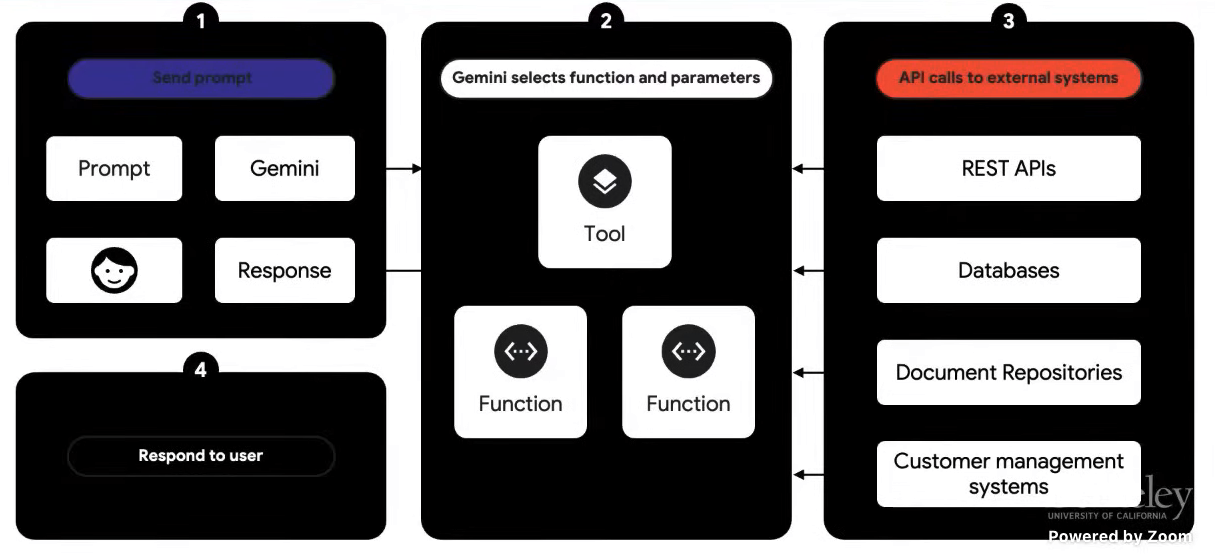 1
Send prompt
Prompt
Gemini
Response
2
Gemini selects function and parameters
Tool
Function
Function
3
API calls to external systems
REST APIs
Databases
Document Repositories
Customer management
systems
4
Respond to user
UNIVERSITY OF CALIFORNIA
Powered by Zoom